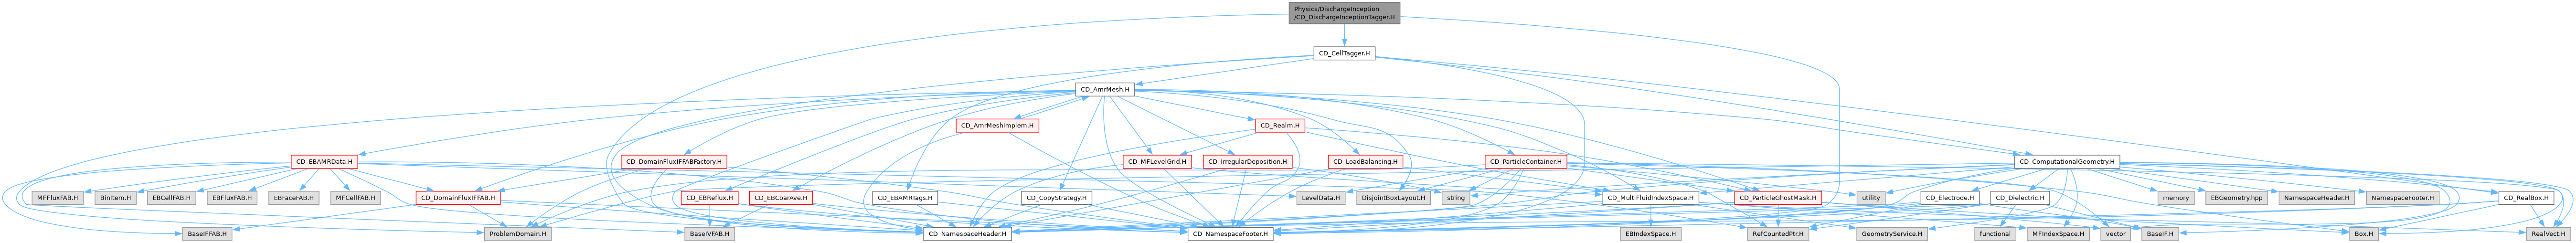 Physics/DischargeInception
/CD_DischargeInceptionTagger.H
CD_CellTagger.H
CD_AmrMesh.H
CD_AmrMeshImplem.H
CD_Realm.H
CD_EBAMRData.H
CD_DomainFluxIFFABFactory.H
CD_MFLevelGrid.H
CD_IrregularDeposition.H
CD_LoadBalancing.H
CD_ParticleContainer.H
CD_ComputationalGeometry.H
MFFluxFAB.H
BinItem.H
EBCellFAB.H
EBFluxFAB.H
EBFaceFAB.H
MFCellFAB.H
CD_DomainFluxIFFAB.H
CD_EBReflux.H
CD_EBCoarAve.H
CD_EBAMRTags.H
CD_CopyStrategy.H
LevelData.H
DisjointBoxLayout.H
string
CD_MultiFluidIndexSpace.H
CD_ParticleGhostMask.H
utility
CD_Electrode.H
CD_Dielectric.H
memory
EBGeometry.hpp
NamespaceHeader.H
NamespaceFooter.H
CD_RealBox.H
BaseIFFAB.H
ProblemDomain.H
BaseIVFAB.H
CD_NamespaceHeader.H
CD_NamespaceFooter.H
EBIndexSpace.H
RefCountedPtr.H
GeometryService.H
functional
MFIndexSpace.H
vector
BaseIF.H
Box.H
RealVect.H